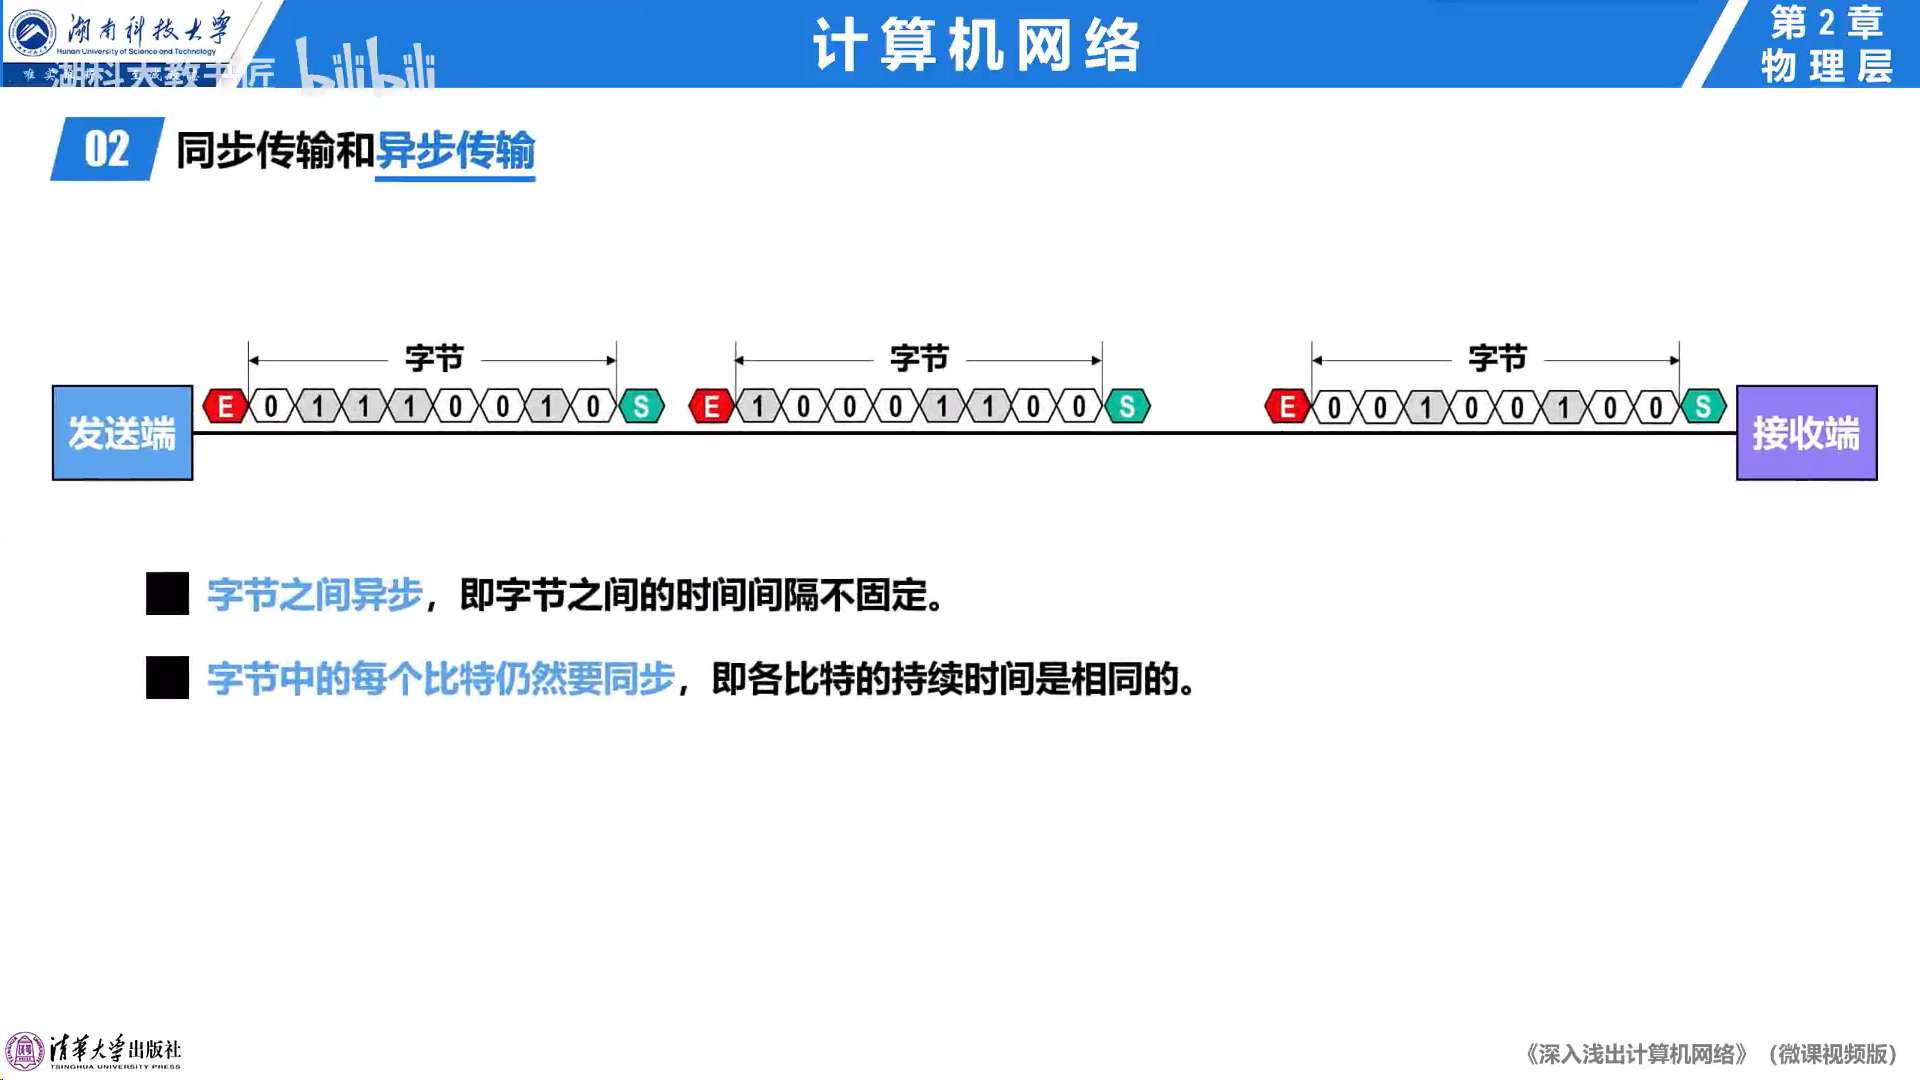 湖南科技大学
Hunan University of Science and Technology
湖科大教书匠 bilibili
计算机网络
第2章
物理层
02 同步传输和异步传输
字节 字节 字节
发送端 E 0 1 1 1 0 0 1 0 S E 1 0 0 0 1 1 0 0 S E 0 0 1 0 0 1 0 0 S 接收端
字节之间异步，即字节之间的时间间隔不固定。
字节中的每个比特仍然要同步，即各比特的持续时间是相同的。
清华大学出版社
TSINGHUA UNIVERSITY PRESS
《深入浅出计算机网络》（微课视频版）